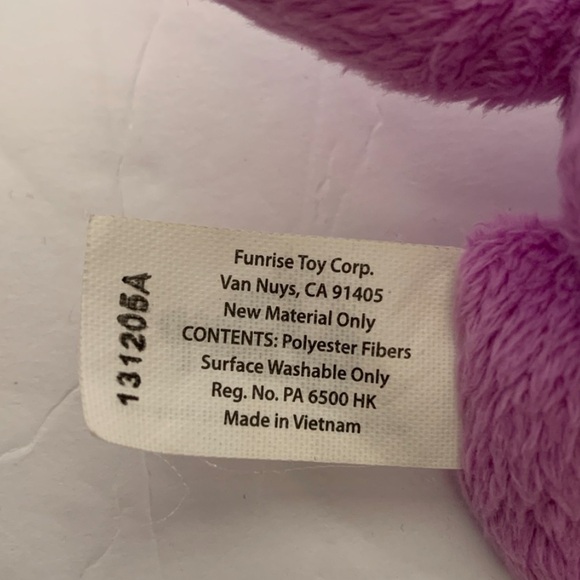 Funrise Toy Corp.
Van Nuys, CA 91405
New Material Only
CONTENTS: Polyester Fibers
Surface Washable Only
Reg. No. PA 6500 HK
Made in Vietnam
131205A